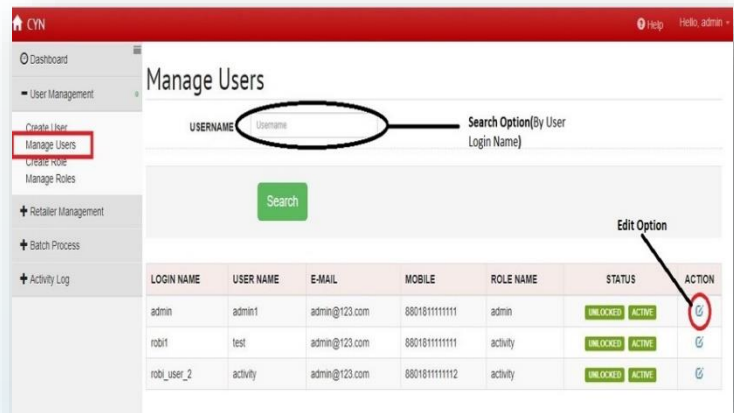 CYN
Help Hello, admin
Dashboard
User Management
Create User
Manage Users
Create Role
Manage Roles
Retailer Management
Batch Process
Activity Log
Manage Users
USERNAME Username
Search Option(By User
Login Name)
Search
Edit Option
LOGIN NAME USER NAME E-MAIL MOBILE ROLE NAME STATUS ACTION
admin admin1 admin@123.com 8801811111111 admin UNLOCKED ACTIVE
robi1 test admin@123.com 8801811111111 activity UNLOCKED ACTIVE
robi_user_2 activity admin@123.com 8801811111112 activity UNLOCKED ACTIVE